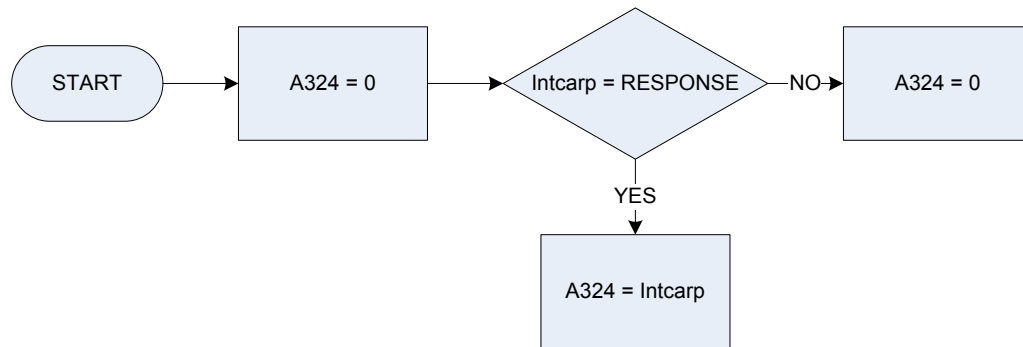 START
A324 = 0
Intcarp = RESPONSE
NO
A324 = 0
YES
A324 = Intcarp